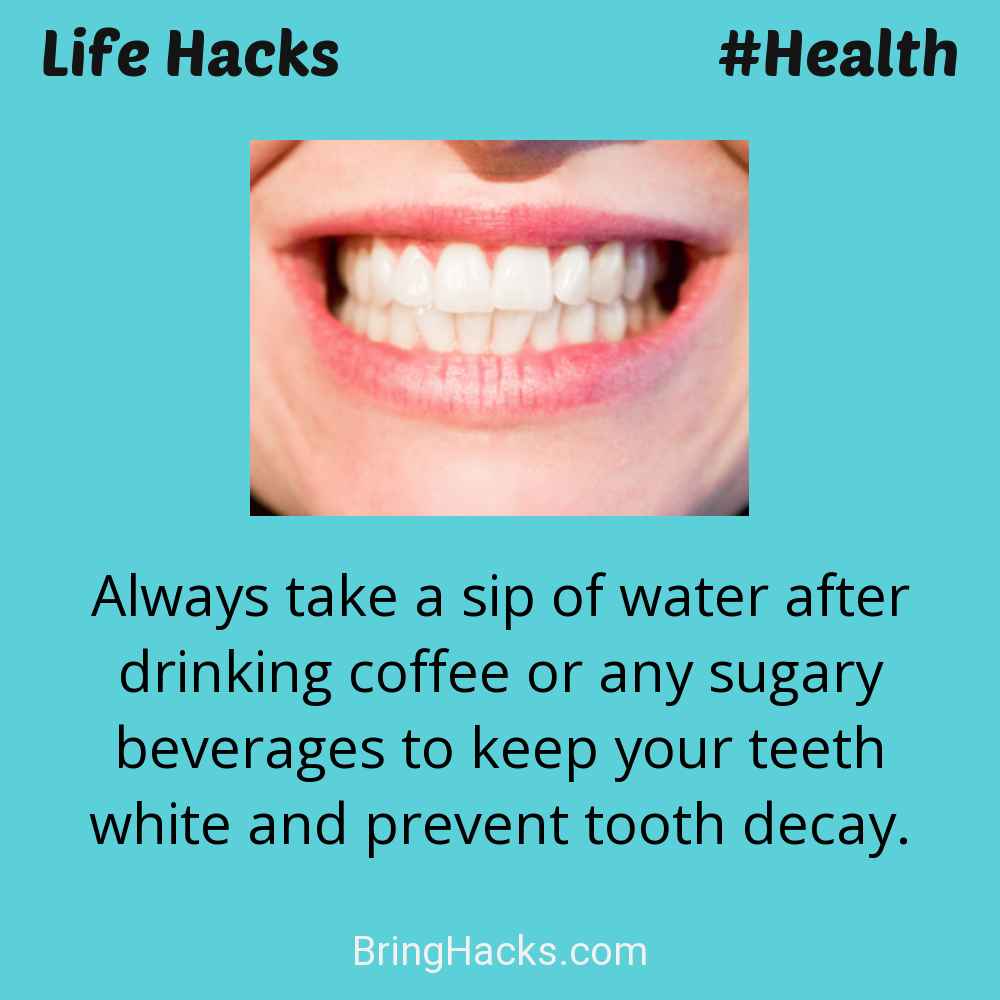 Life Hacks
#Health
Always take a sip of water after
drinking coffee or any sugary
beverages to keep your teeth
white and prevent tooth decay.
BringHacks.com